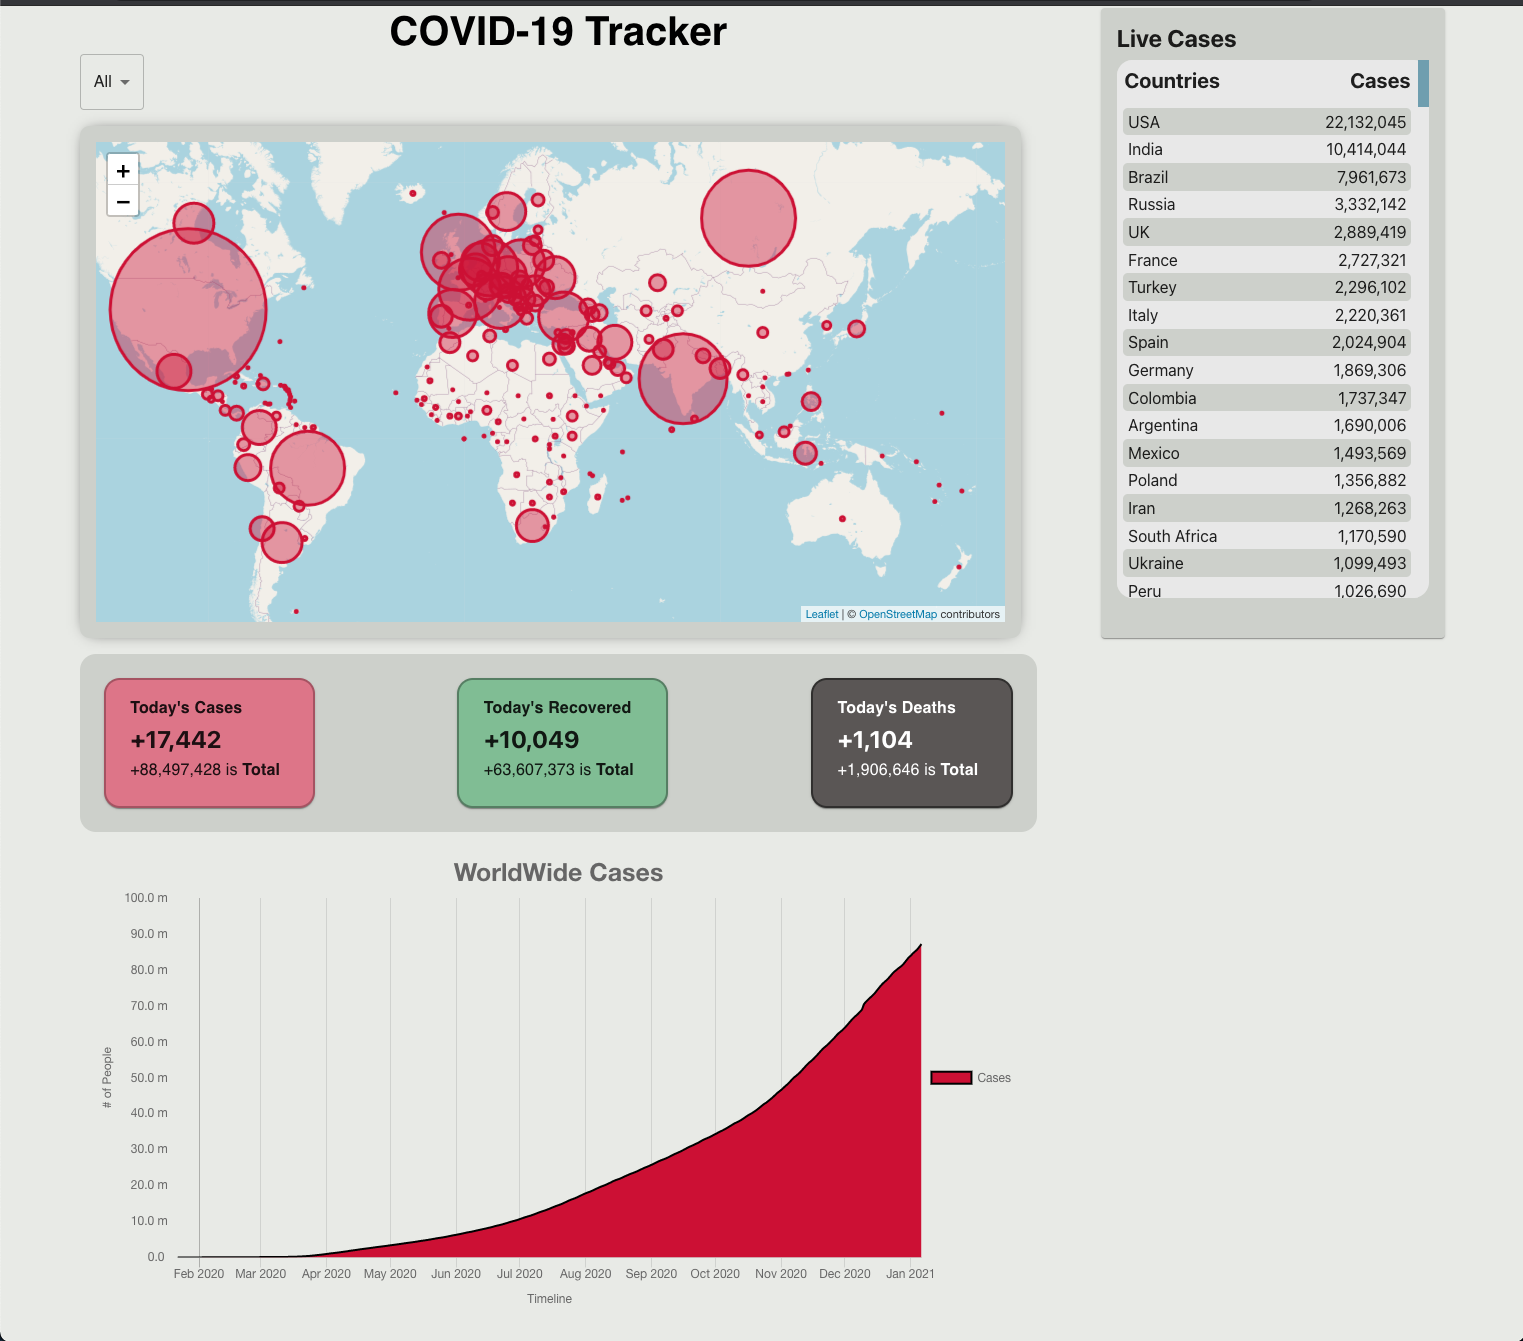 COVID-19 Tracker
All
+
−
Leaflet | © OpenStreetMap contributors
Live Cases
Countries Cases
USA 22,132,045
India 10,414,044
Brazil 7,961,673
Russia 3,332,142
UK 2,889,419
France 2,727,321
Turkey 2,296,102
Italy 2,220,361
Spain 2,024,904
Germany 1,869,306
Colombia 1,737,347
Argentina 1,690,006
Mexico 1,493,569
Poland 1,356,882
Iran 1,268,263
South Africa 1,170,590
Ukraine 1,099,493
Peru 1,026,690
Today's Cases
+17,442
+88,497,428 is Total
Today's Recovered
+10,049
+63,607,373 is Total
Today's Deaths
+1,104
+1,906,646 is Total
WorldWide Cases
100.0 m
90.0 m
80.0 m
70.0 m
60.0 m
50.0 m
40.0 m
30.0 m
20.0 m
10.0 m
0.0
# of People
Cases
Feb 2020 Mar 2020 Apr 2020 May 2020 Jun 2020 Jul 2020 Aug 2020 Sep 2020 Oct 2020 Nov 2020 Dec 2020 Jan 2021
Timeline